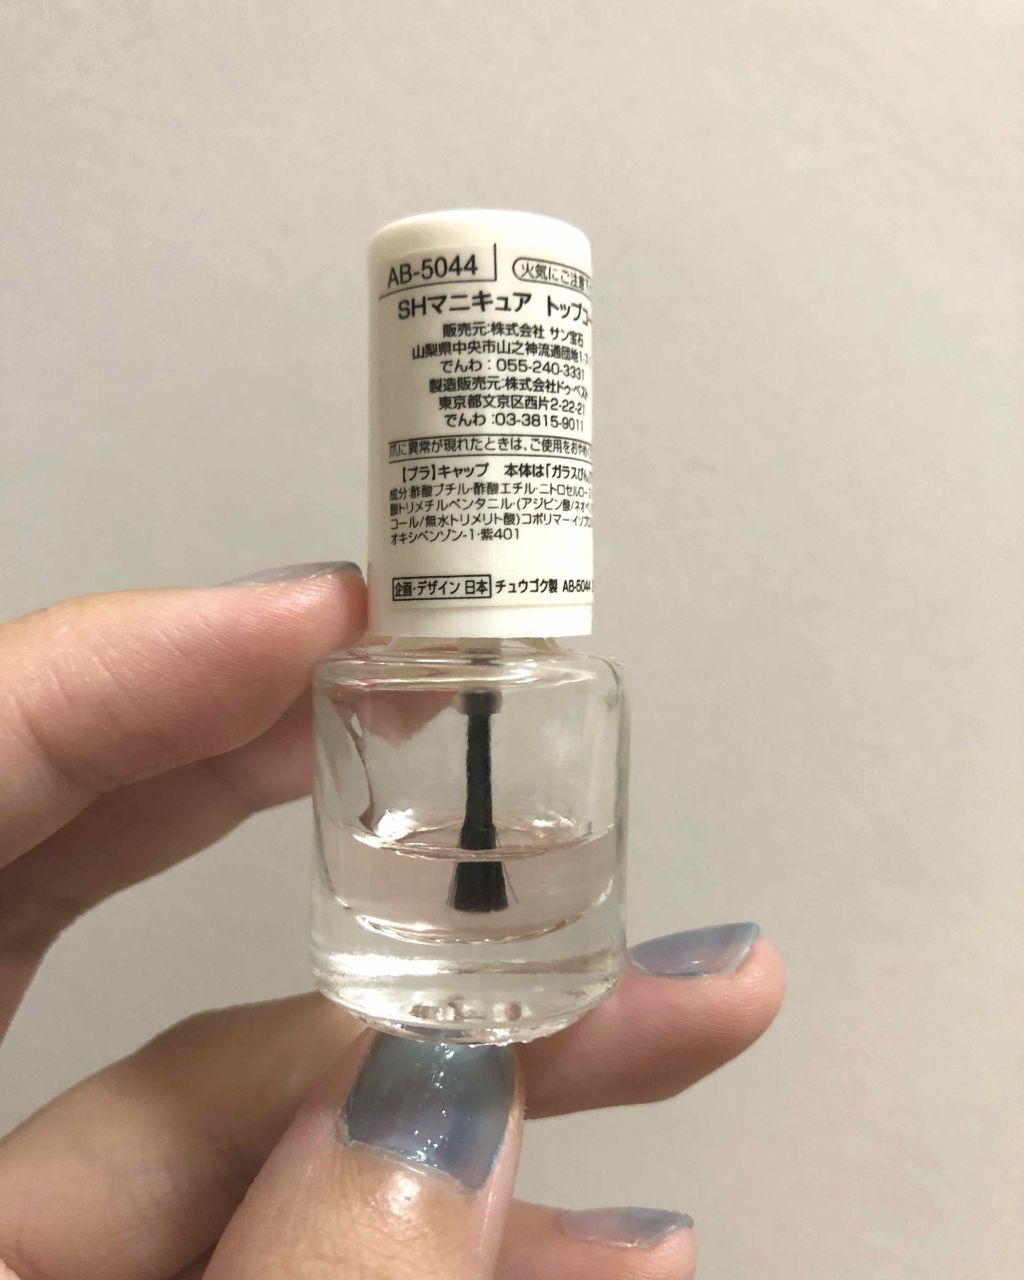 AB-5044
火気にご注意下
SHマニキュア トップコー
販売元:株式会社 サン宝石
山梨県中央市山之神流通団地1-7-
でんわ:055-240-3331
製造販売元:株式会社ドゥ・ベスト
東京都文京区西片2-22-21
でんわ:03-3815-9011
爪に異常が現れたときは、ご使用をおやめ
【プラ】キャップ 本体は「ガラスびん」
成分:酢酸ブチル・酢酸エチル・ニトロセルロー
酸トリメチルペンタニル・(アジピン酸/ネオペン
コール/無水トリメリト酸)コポリマー・イソプロ
オキシベンゾン-1・紫401
企画・デザイン 日本 チュウゴク製 AB-5044